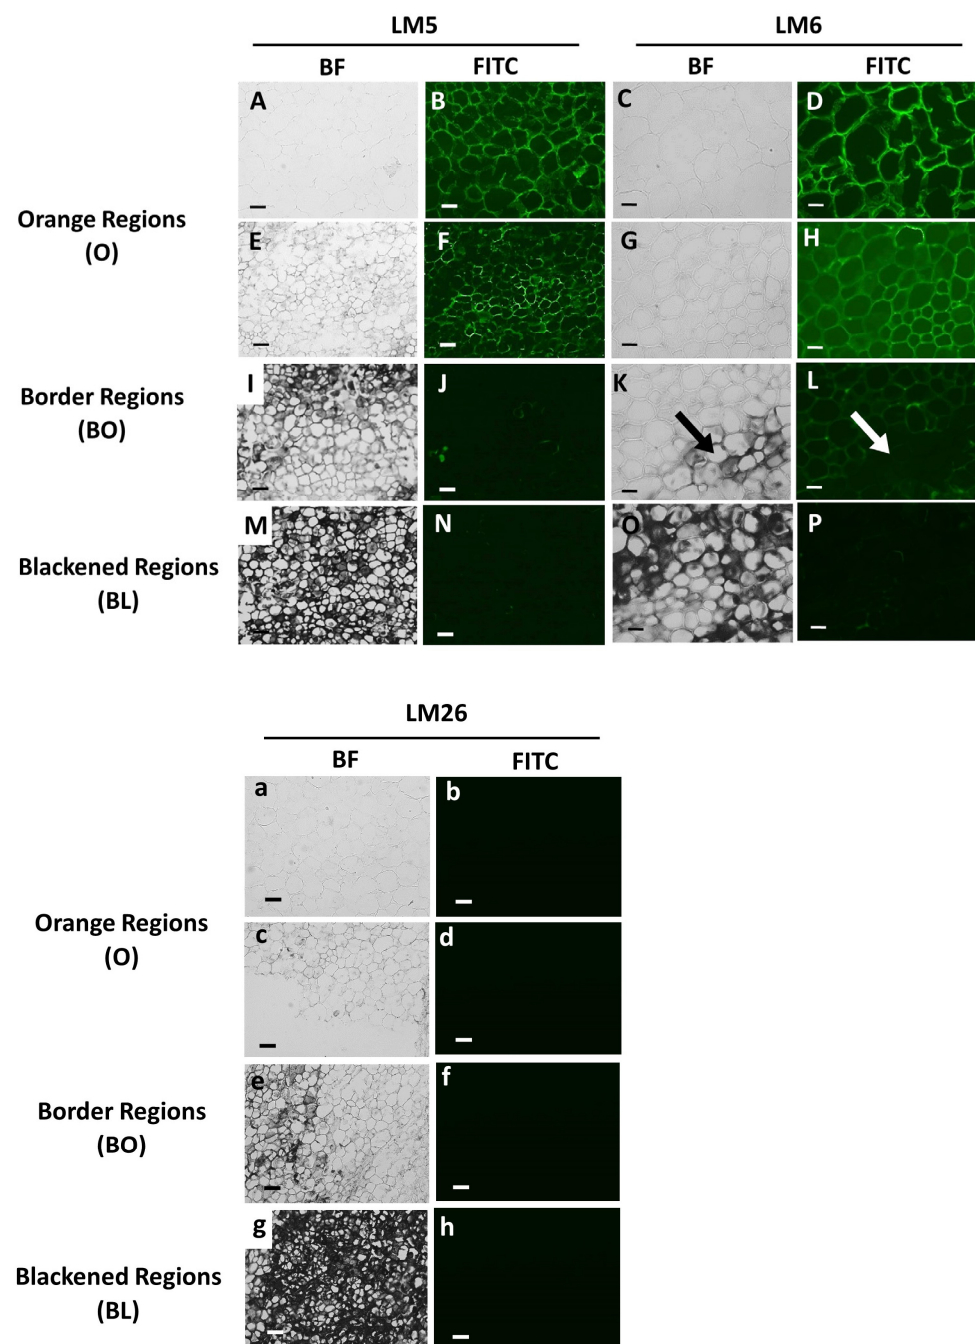 LM5 LM6
BF FITC BF FITC
A B C D
Orange Regions
(O)
E F G H
Border Regions
(BO)
I J K L
Blackened Regions
(BL)
M N O P
LM26
BF FITC
a b
Orange Regions
(O)
c d
Border Regions
(BO)
e f
Blackened Regions
(BL)
g h